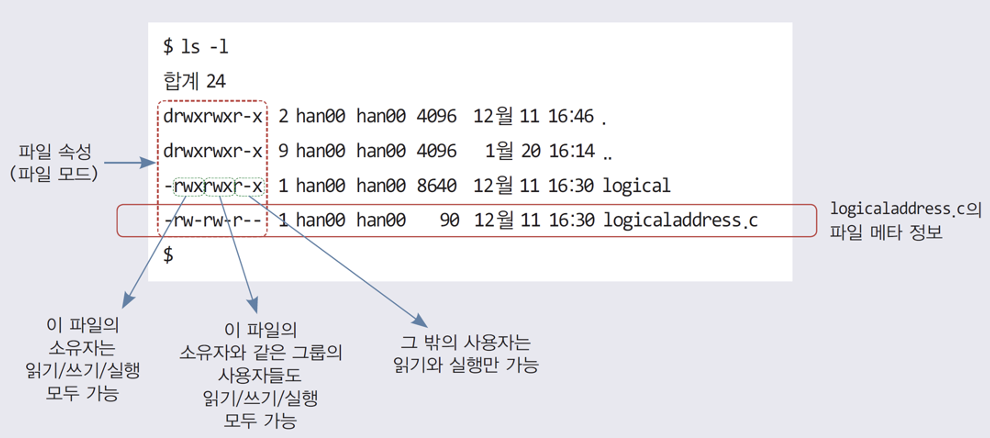 $ ls -l
합계 24
drwxrwxr-x 2 han00 han00 4096 12월 11 16:46 .
drwxrwxr-x 9 han00 han00 4096 1월 20 16:14 ..
-rwxrwxr-x 1 han00 han00 8640 12월 11 16:30 logical
-rw-rw-r-- 1 han00 han00 90 12월 11 16:30 logicaladdress.c
$
파일 속성
(파일 모드)
logicaladdress.c의
파일 메타 정보
이 파일의
소유자는
읽기/쓰기/실행
모두 가능
이 파일의
소유자와 같은 그룹의
사용자들도
읽기/쓰기/실행
모두 가능
그 밖의 사용자는
읽기와 실행만 가능